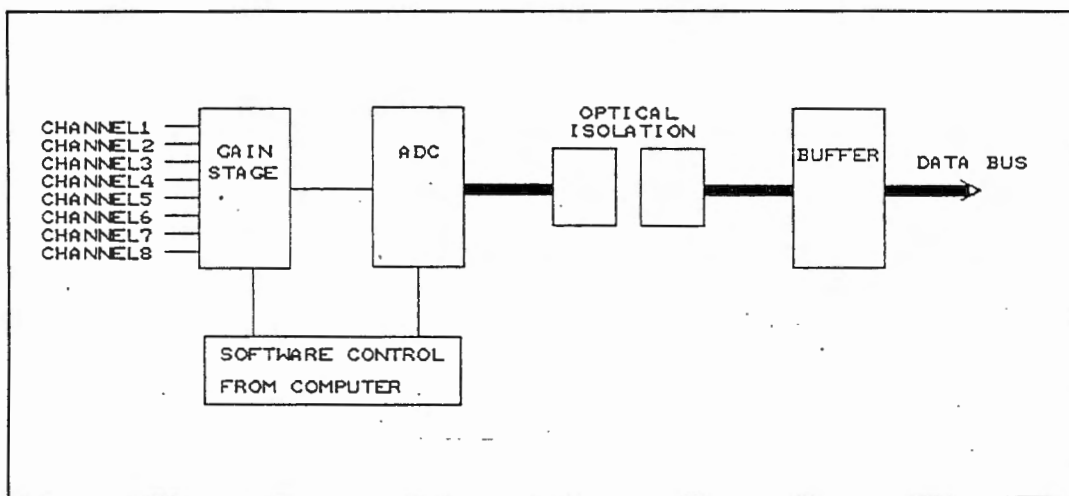 CHANNEL1
CHANNEL2
CHANNEL3
CHANNEL4
CHANNEL5
CHANNEL6
CHANNEL7
CHANNEL8
GAIN
STAGE
ADC
OPTICAL
ISOLATION
BUFFER
DATA BUS
SOFTWARE CONTROL
FROM COMPUTER